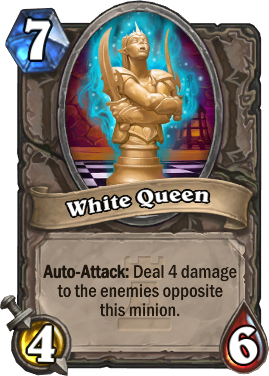 7
White Queen
Auto-Attack: Deal 4 damage
to the enemies opposite
this minion.
4
6